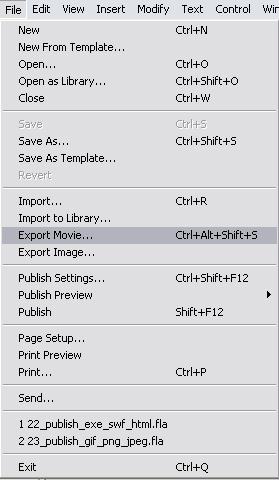 File Edit View Insert Modify Text Control
New Ctrl+N
New From Template...
Open... Ctrl+O
Open as Library... Ctrl+Shift+O
Close Ctrl+W
Save Ctrl+S
Save As... Ctrl+Shift+S
Save As Template...
Revert
Import... Ctrl+R
Import to Library...
Export Movie... Ctrl+Alt+Shift+S
Export Image...
Publish Settings... Ctrl+Shift+F12
Publish Preview
Publish Shift+F12
Page Setup...
Print Preview
Print... Ctrl+P
Send...
1 22_publish_exe_swf_html.fla
2 23_publish_gif_png_jpeg.fla
Exit Ctrl+Q